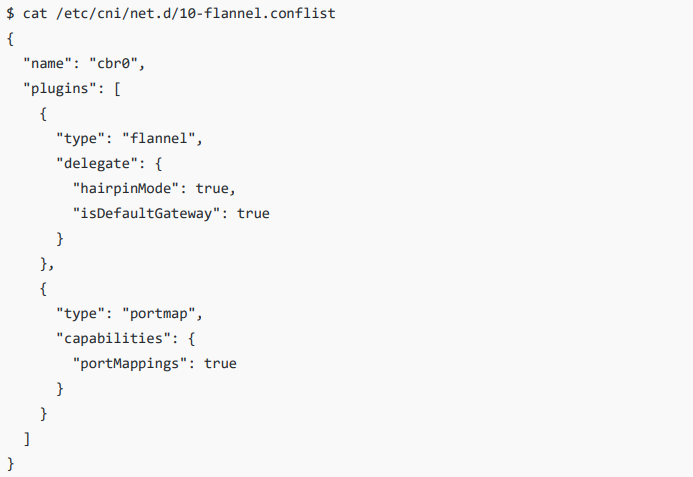 $ cat /etc/cni/net.d/10-flannel.conflist
{
  "name": "cbr0",
  "plugins": [
    {
      "type": "flannel",
      "delegate": {
        "hairpinMode": true,
        "isDefaultGateway": true
      }
    },
    {
      "type": "portmap",
      "capabilities": {
        "portMappings": true
      }
    }
  ]
}